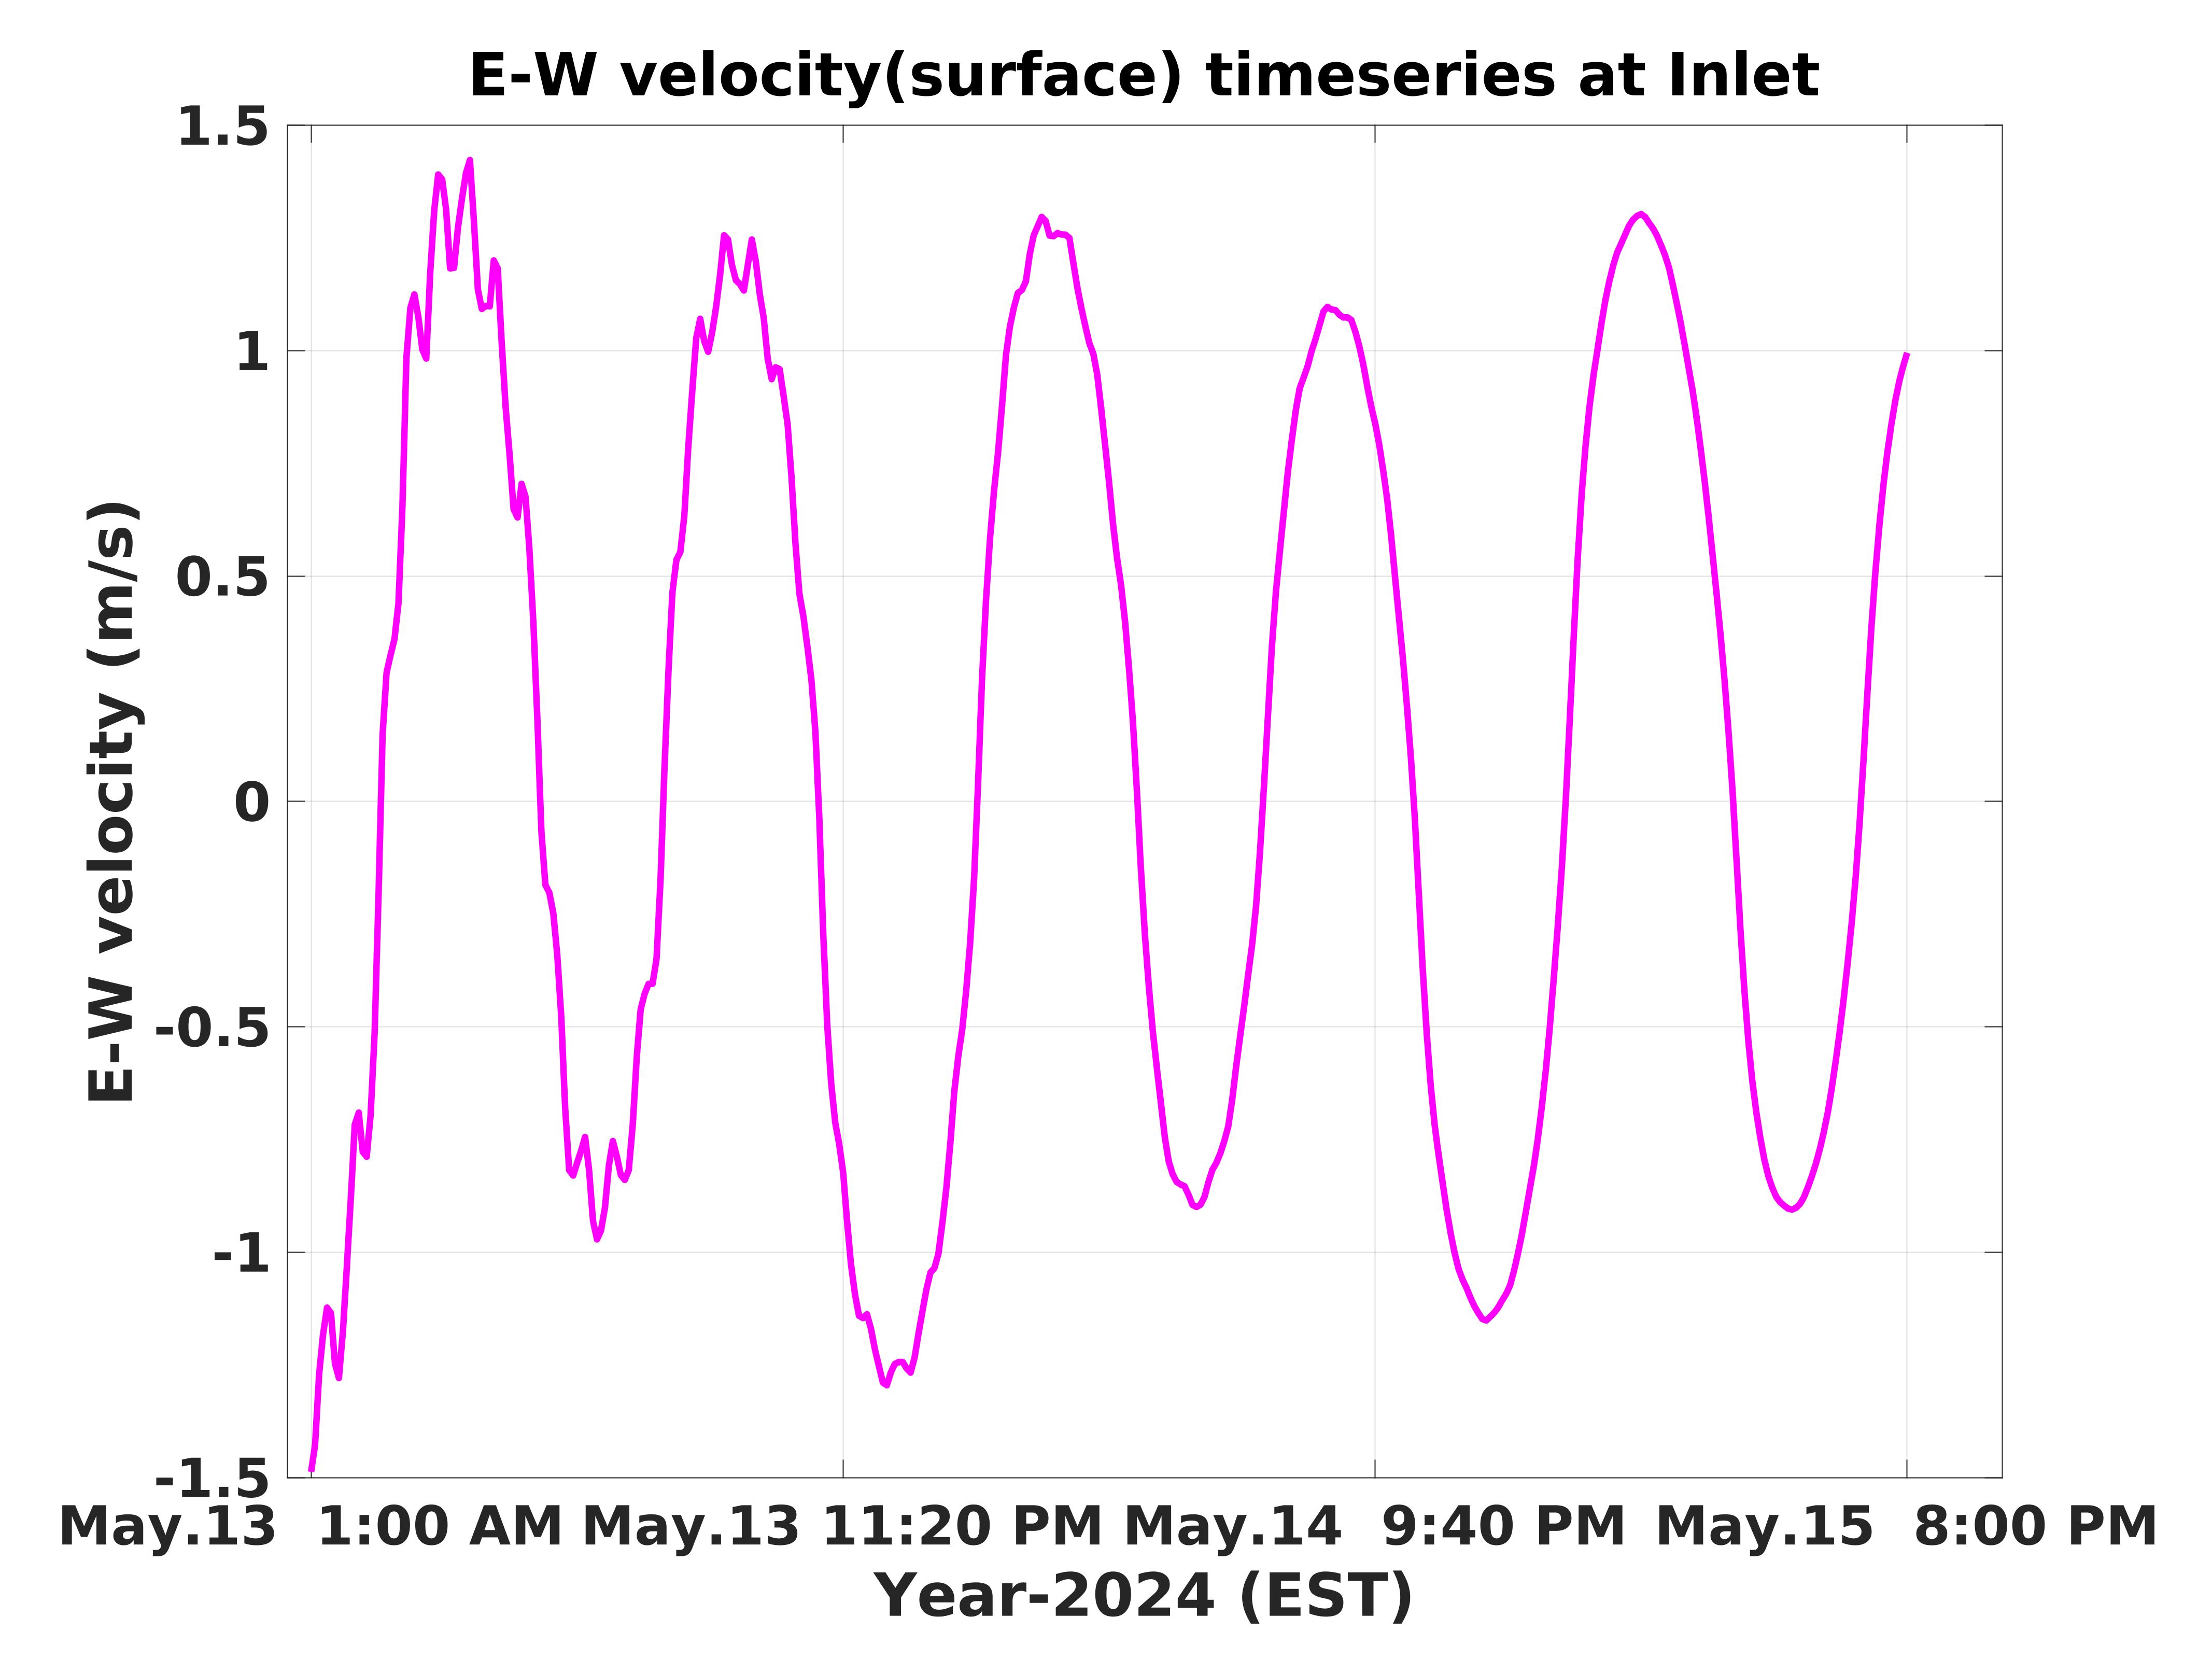 E-W velocity(surface) timeseries at Inlet
E-W velocity (m/s)
1.5
1
0.5
0
-0.5
-1
-1.5
May.13 1:00 AM May.13 11:20 PM May.14 9:40 PM May.15 8:00 PM
Year-2024 (EST)